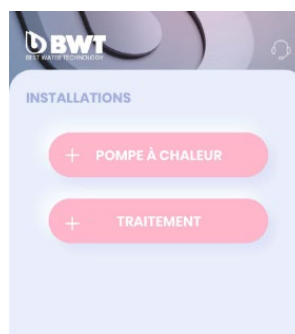 BWT
BEST WATER TECHNOLOGY
INSTALLATIONS
+ POMPE À CHALEUR
+ TRAITEMENT